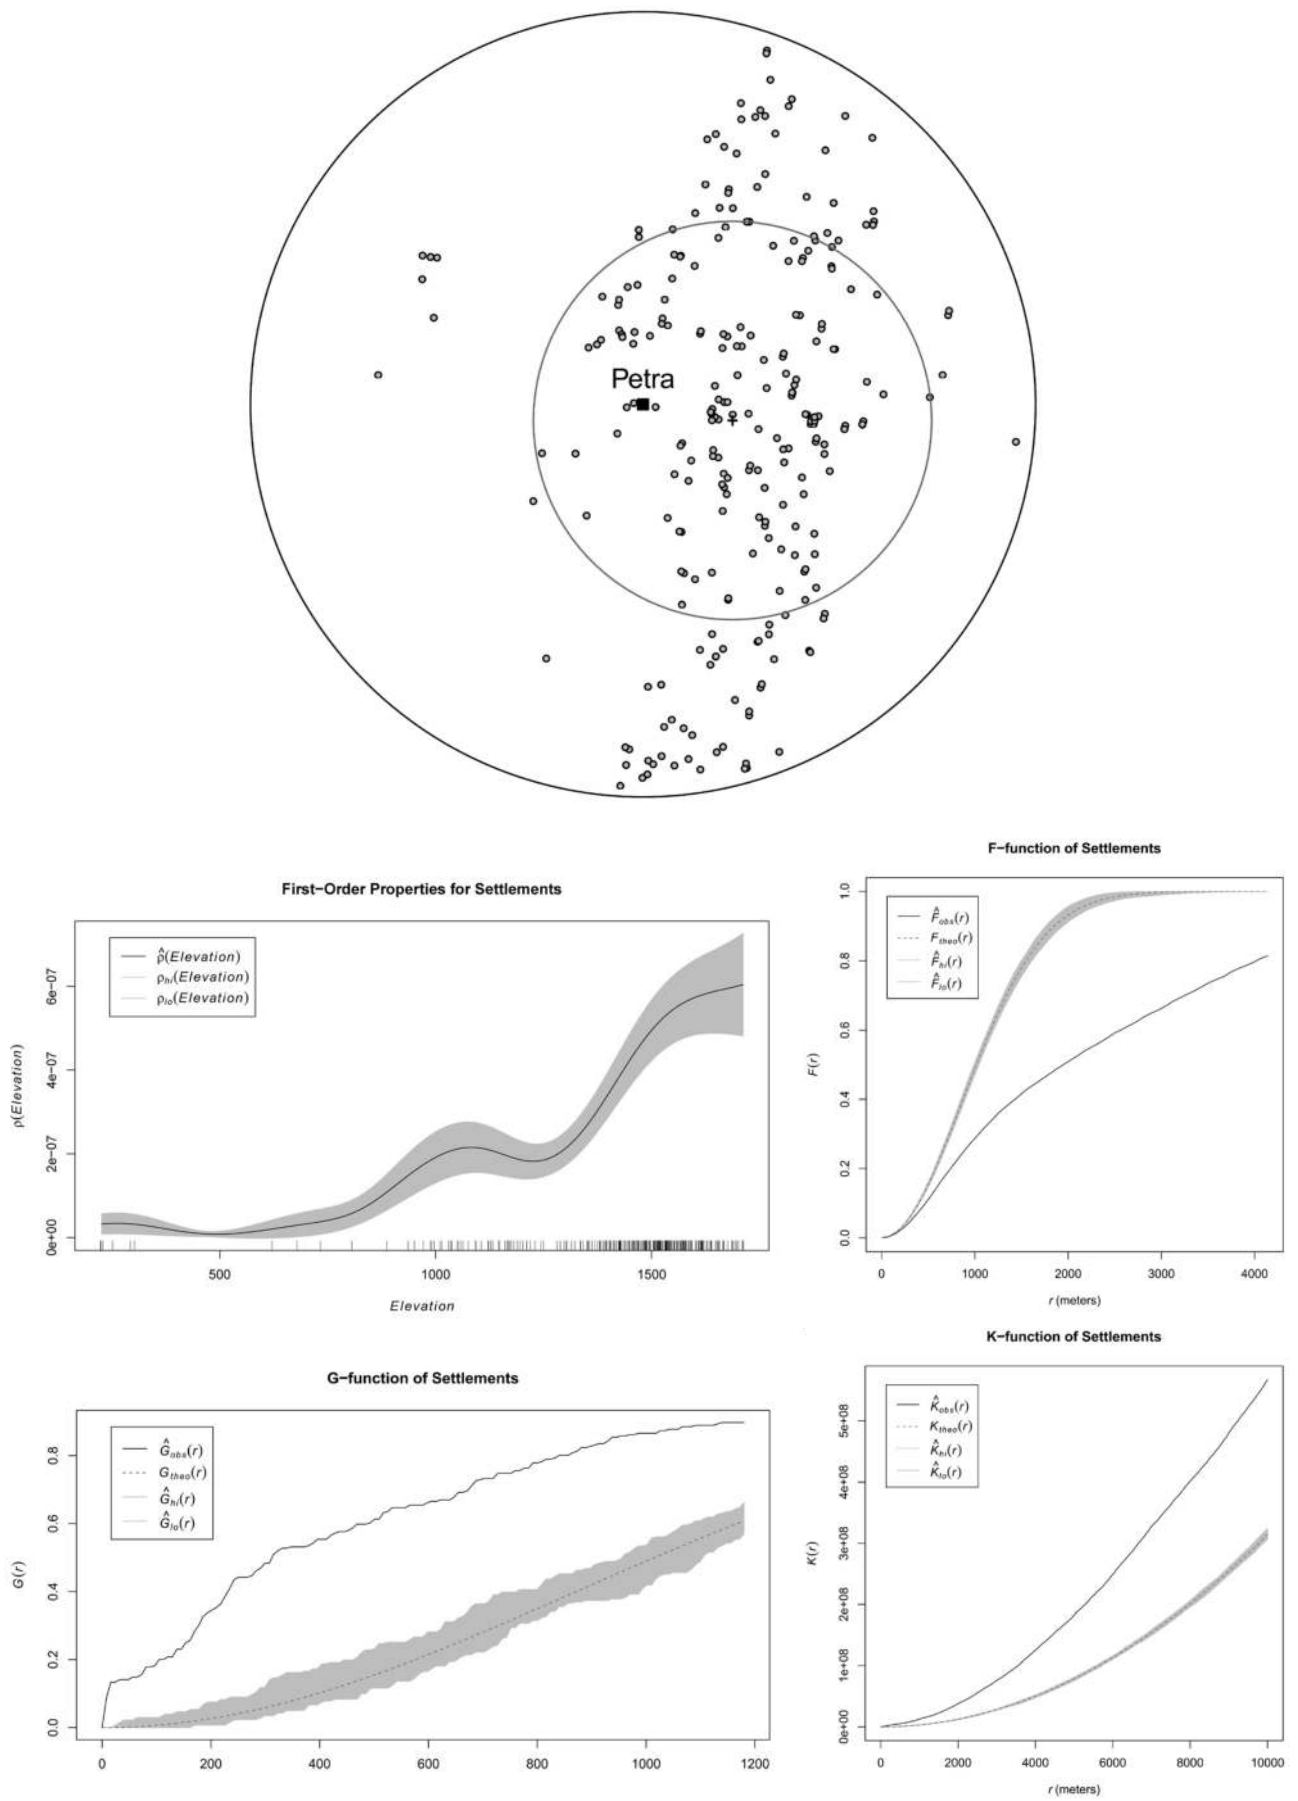 Petra
First−Order Properties for Settlements
ρ̂(Elevation)
ρhi(Elevation)
ρlo(Elevation)
ρ(Elevation)
0e+00
2e−07
4e−07
6e−07
500
1000
1500
Elevation
F−function of Settlements
F̂obs(r)
Ftheo(r)
F̂hi(r)
F̂lo(r)
F(r)
0.0
0.2
0.4
0.6
0.8
1.0
0
1000
2000
3000
4000
r (meters)
G−function of Settlements
Ĝobs(r)
Gtheo(r)
Ĝhi(r)
Ĝlo(r)
G(r)
0.0
0.2
0.4
0.6
0.8
0
200
400
600
800
1000
1200
K−function of Settlements
K̂obs(r)
Ktheo(r)
K̂hi(r)
K̂lo(r)
K(r)
0e+00
1e+08
2e+08
3e+08
4e+08
5e+08
0
2000
4000
6000
8000
10000
r (meters)